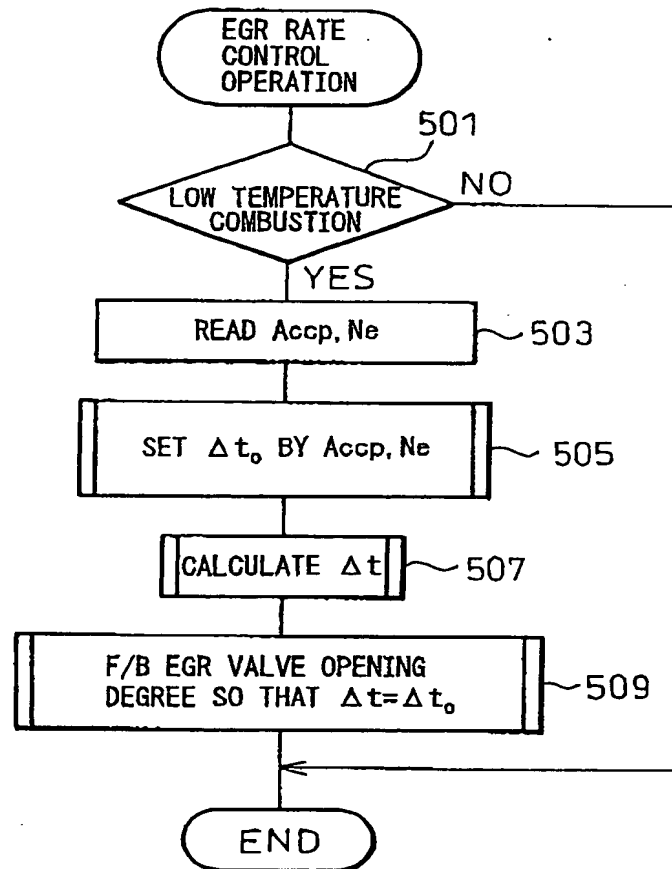 EGR RATE
CONTROL
OPERATION
501
LOW TEMPERATURE
COMBUSTION
NO
YES
READ Accp, Ne
503
SET Δt₀ BY Accp, Ne
505
CALCULATE Δt
507
F/B EGR VALVE OPENING
DEGREE SO THAT Δt=Δt₀
509
END